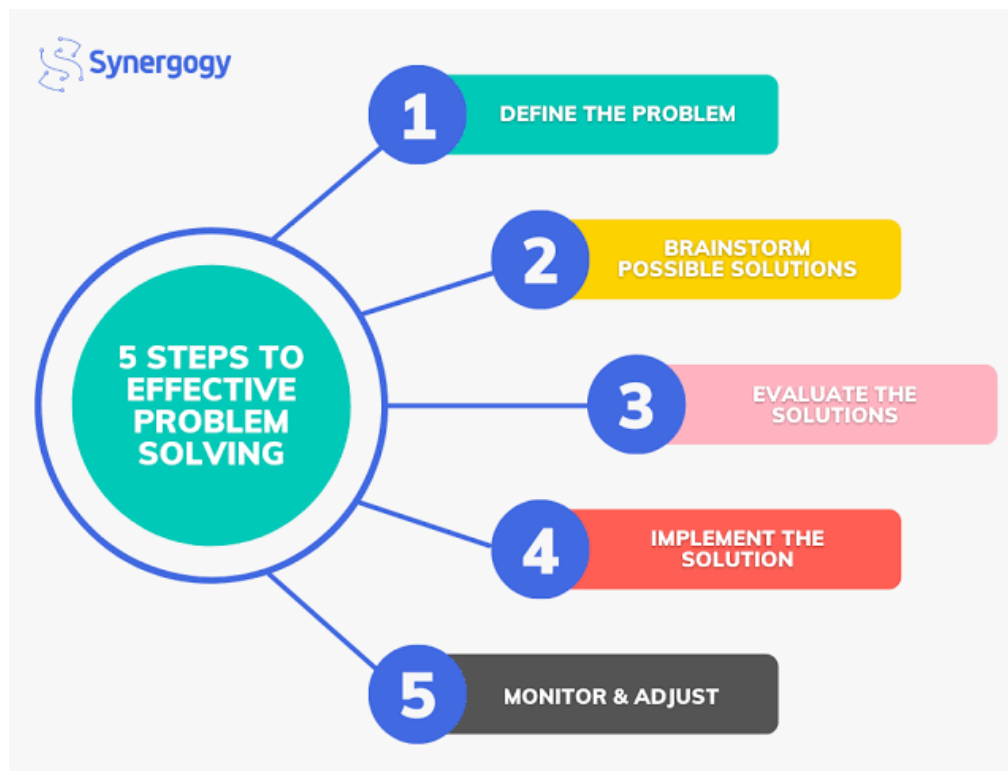 Synergogy
1
DEFINE THE PROBLEM
2
BRAINSTORM
POSSIBLE SOLUTIONS
5 STEPS TO
EFFECTIVE
PROBLEM
SOLVING
3
EVALUATE THE
SOLUTIONS
4
IMPLEMENT THE
SOLUTION
5
MONITOR & ADJUST